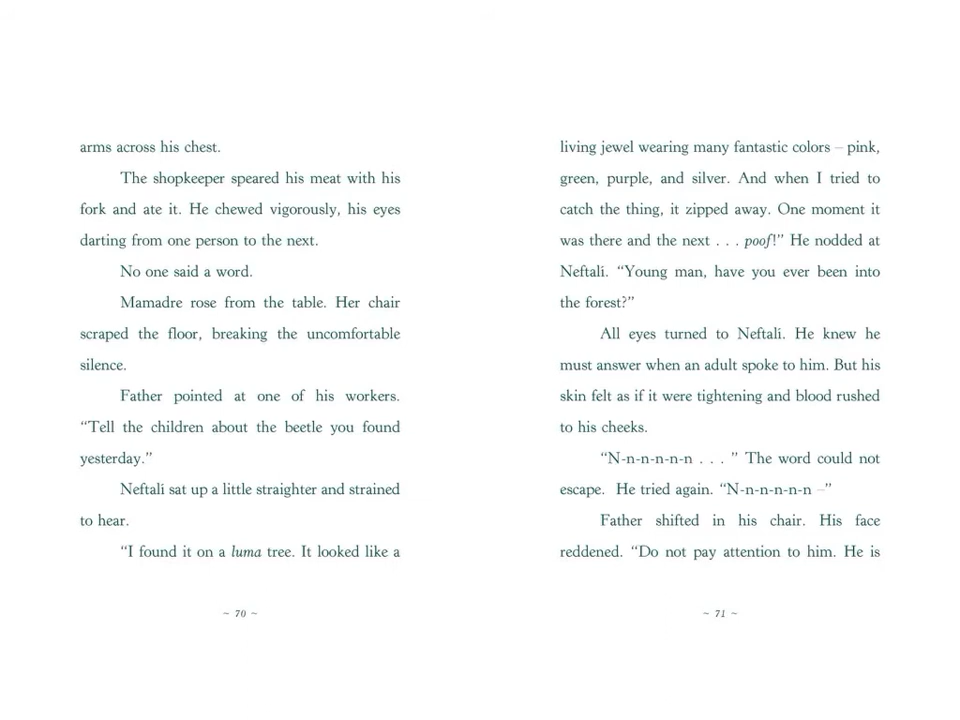 arms across his chest.
The shopkeeper speared his meat with his
fork and ate it. He chewed vigorously, his eyes
darting from one person to the next.
No one said a word.
Mamadre rose from the table. Her chair
scraped the floor, breaking the uncomfortable
silence.
Father pointed at one of his workers.
“Tell the children about the beetle you found
yesterday.”
Neftalí sat up a little straighter and strained
to hear.
“I found it on a luma tree. It looked like a
~ 70 ~
living jewel wearing many fantastic colors – pink,
green, purple, and silver. And when I tried to
catch the thing, it zipped away. One moment it
was there and the next . . . poof!” He nodded at
Neftalí. “Young man, have you ever been into
the forest?”
All eyes turned to Neftalí. He knew he
must answer when an adult spoke to him. But his
skin felt as if it were tightening and blood rushed
to his cheeks.
“N-n-n-n-n-n . . . ” The word could not
escape. He tried again. “N-n-n-n-n-n –”
Father shifted in his chair. His face
reddened. “Do not pay attention to him. He is
~ 71 ~